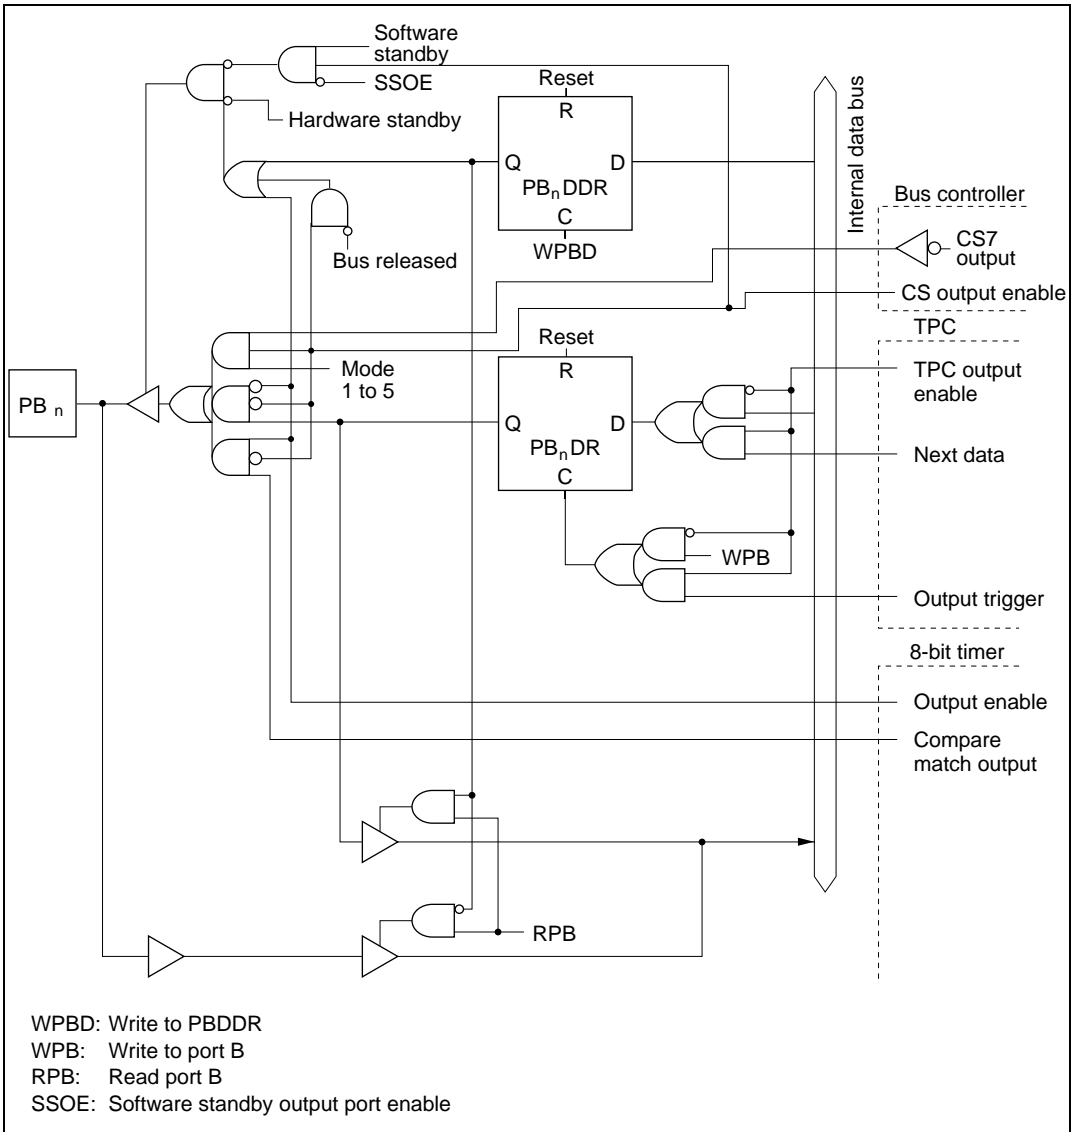 Software
standby
SSOE
Hardware standby
Reset
R
Q
D
PBnDDR
C
WPBD
Bus released
Internal data bus
Bus controller
CS7
output
CS output enable
TPC
Mode
1 to 5
PB n
Reset
R
Q
D
PBnDR
C
TPC output
enable
Next data
WPB
Output trigger
8-bit timer
Output enable
Compare
match output
RPB
WPBD: Write to PBDDR
WPB: Write to port B
RPB: Read port B
SSOE: Software standby output port enable